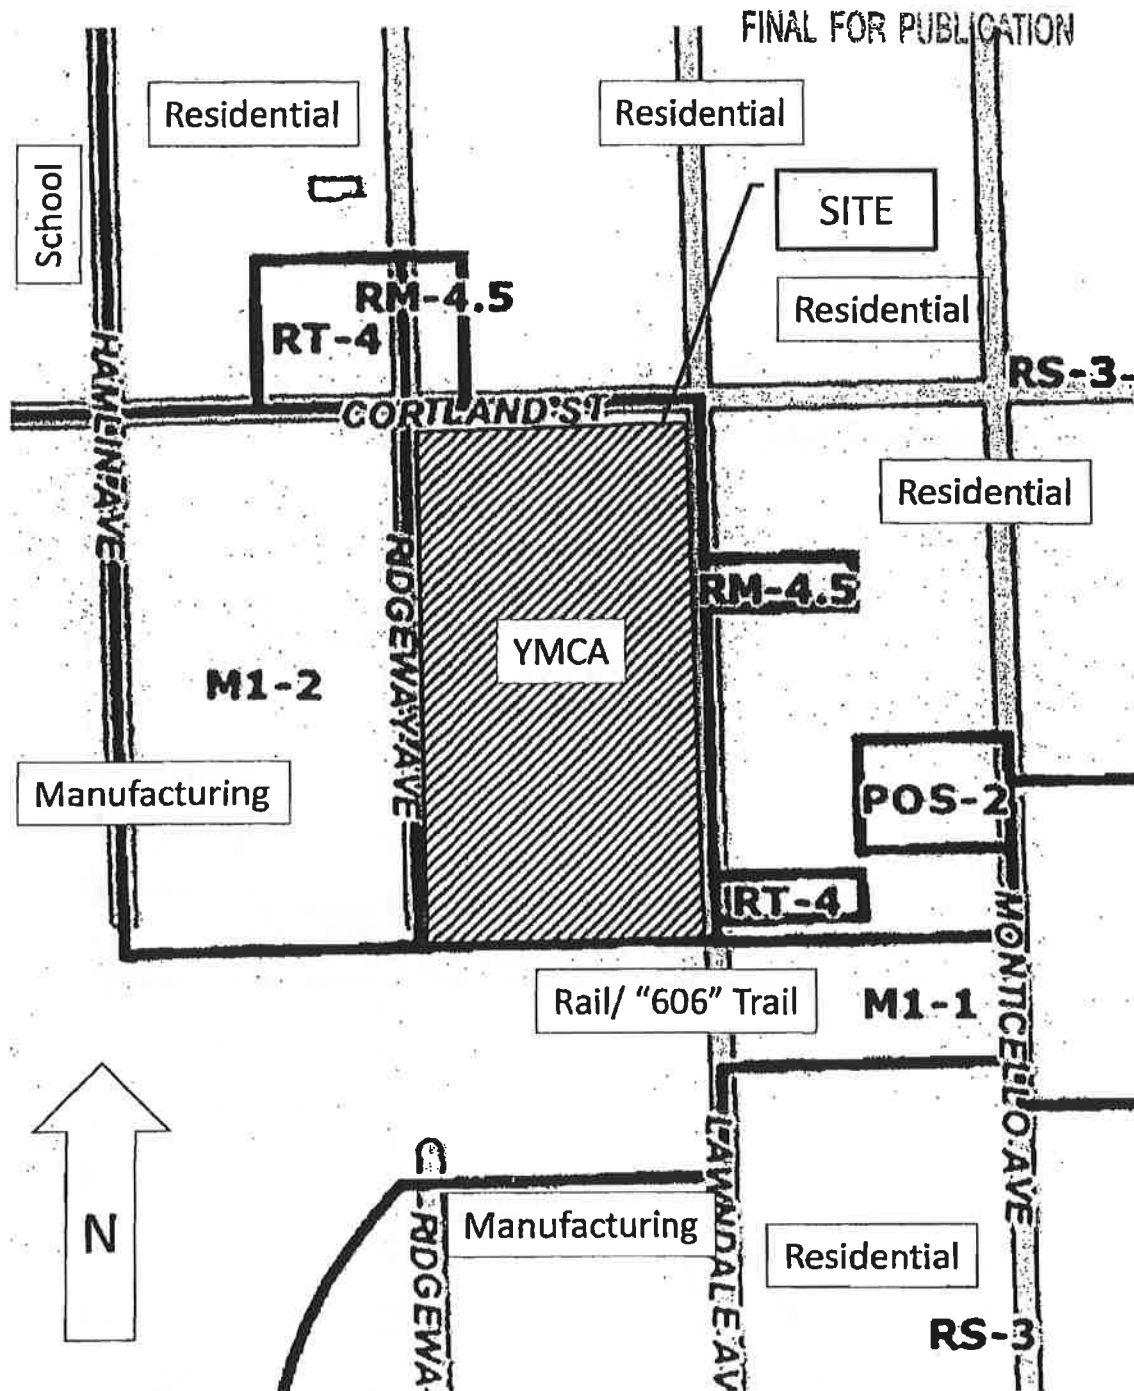 FINAL FOR PUBLICATION
Residential
Residential
School
SITE
Residential
RM-4.5
RT-4
RS-3
CORTLAND ST
HAMLIN AVE
Residential
RIDGEWAY AVE
RM-4.5
YMCA
M1-2
Manufacturing
POS-2
RT-4
MONTICELLO AVE
Rail/ "606" Trail
M1-1
N
LAWNDALE AV
RIDGEWA
Manufacturing
Residential
RS-3